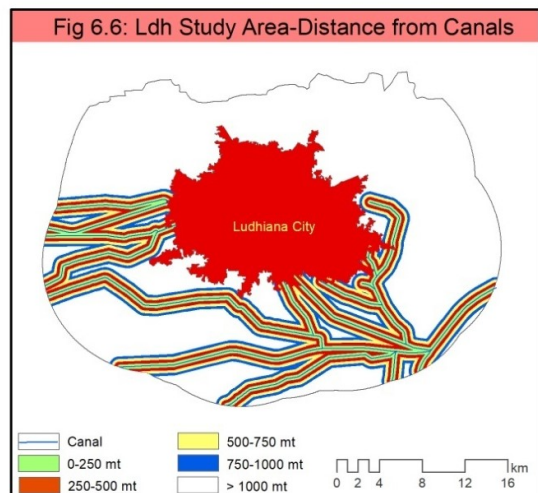 Fig 6.6: Ldh Study Area-Distance from Canals
Ludhiana City
Canal
0-250 mt
250-500 mt
500-750 mt
750-1000 mt
> 1000 mt
km
0 1 2 4 8 12 16